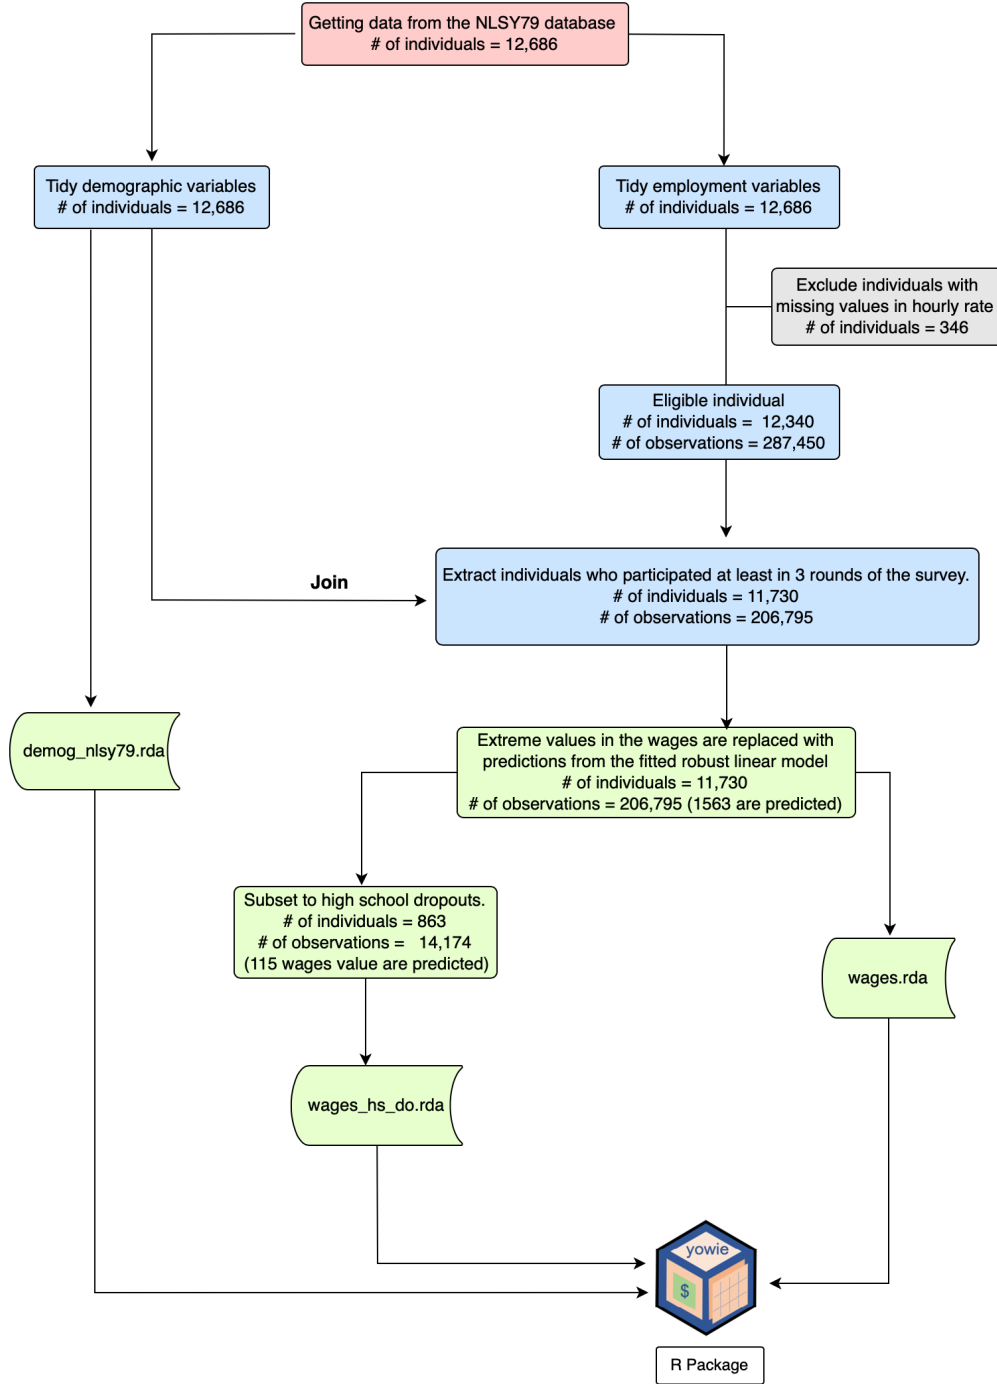 Getting data from the NLSY79 database
# of individuals = 12,686
Tidy demographic variables
# of individuals = 12,686
Tidy employment variables
# of individuals = 12,686
Exclude individuals with
missing values in hourly rate
# of individuals = 346
Eligible individual
# of individuals = 12,340
# of observations = 287,450
Join
Extract individuals who participated at least in 3 rounds of the survey.
# of individuals = 11,730
# of observations = 206,795
demog_nlsy79.rda
Extreme values in the wages are replaced with
predictions from the fitted robust linear model
# of individuals = 11,730
# of observations = 206,795 (1563 are predicted)
Subset to high school dropouts.
# of individuals = 863
# of observations = 14,174
(115 wages value are predicted)
wages.rda
wages_hs_do.rda
yowie
$
R Package